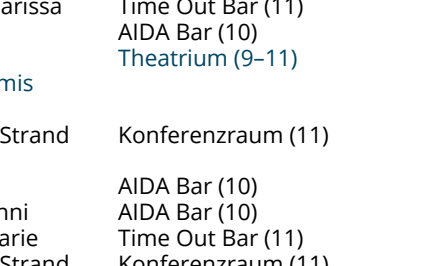 arissa Time Out Bar (11)
AIDA Bar (10)
Theatrium (9–11)
mis
Strand Konferenzraum (11)
AIDA Bar (10)
nni AIDA Bar (10)
arie Time Out Bar (11)
Strand Konferenzraum (11)